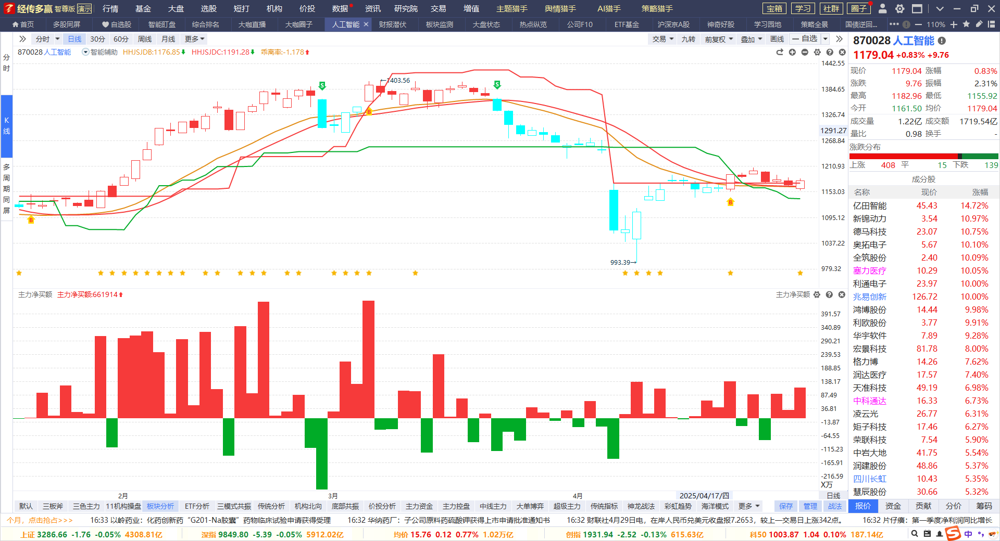 经传多赢 智尊版 演示 行情 基金 大盘 选股 短打 机构 价投 数据 资讯 研究院 交易 增值 主题猎手 舆情猎手 AI猎手 策略猎手 宝箱 学习 社群 圈子
首页 多股同屏 自选股 智能盯盘 综合排名 大咖直播 大咖圈子 人工智能 财报潜伏 板块监测 大盘状态 热点纵览 公司F10 ETF基金 沪深京A股 神奇好股 学习园地 策略全景 国债逆回... 110%
分时 日线 30分 60分 周线 月线 更多 交易 九转 前复权 叠加 画线 自选
分时
K线
多周期同屏
870028人工智能 智能辅助 HHJSJDB:1176.85 HHJSJDC:1191.28 乖离率:-1.178
1442.55
1384.65
1326.74
1291.27
1268.84
1210.93
1153.03
1095.12
1037.22
979.32
S
←1403.56
S
B
B
B
993.39→
主力净买额 主力净买额:661914 主力净买额
391.57
340.89
290.21
239.53
188.85
138.17
87.49
36.81
-13.87
-64.55
-115.23
-165.91
-216.59
X万
2月 3月 4月 2025/04/17/四 日线
默认 三板斧 三色主力 11机构操盘 板块分析 ETF分析 三模式共振 传统分析 机构北向 底部共振 价投分析 主力资金 主力控盘 中线主力 大单博弈 超级主力 传统指标 神龙战法 彩虹趋势 海洋模式 更多 保存 管理 战法
870028 人工智能
1179.04 +0.83% +9.76
现价 1179.04 涨幅 0.83%
涨跌 9.76 振幅 2.31%
最高 1182.96 最低 1155.92
今开 1161.50 均价 1179.04
成交量 1.22亿 成交额 1719.54亿
量比 0.98 换手 -
涨跌分布
上涨 408 平 15 下跌 139
成分股
名称 现价 涨幅
亿田智能 45.43 14.72%
新锦动力 3.54 10.97%
德马科技 23.07 10.75%
奥拓电子 5.67 10.10%
全筑股份 2.40 10.09%
塞力医疗 10.29 10.05%
利通电子 23.97 10.00%
兆易创新 126.72 10.00%
鸿博股份 14.44 9.98%
利欧股份 3.77 9.91%
华宇软件 7.89 9.28%
宏景科技 81.78 8.00%
格力博 14.26 7.62%
润达医疗 17.57 7.40%
天准科技 49.19 6.98%
中科通达 16.33 6.73%
凌云光 26.77 6.31%
矩子科技 17.46 6.27%
荣联科技 7.54 5.90%
中岩大地 41.75 5.54%
润建股份 48.86 5.37%
四川长虹 10.43 5.35%
慧辰股份 30.66 5.32%
报价 资金 贡献 分价 筹码
个月，点击抢占>>> 16:33 以岭药业：化药创新药“G201-Na胶囊”药物临床试验申请获得受理 16:32 华纳药厂：子公司原料药硫酸钾获得上市申请批准通知书 16:32 财联社4月29日电，在岸人民币兑美元收盘报7.2653，较上一交易日上涨342点。 16:32 片仔癀：第一季度净利润同比增长
上证 3286.66 -1.76 -0.05% 4308.81亿 深指 9849.80 -5.39 -0.05% 5912.02亿 均价 15.76 0.12 0.77% 1.02万亿 创指 1931.94 -2.52 -0.13% 615.63亿 科50 1003.87 1.04 0.10% 187.14亿 S 中